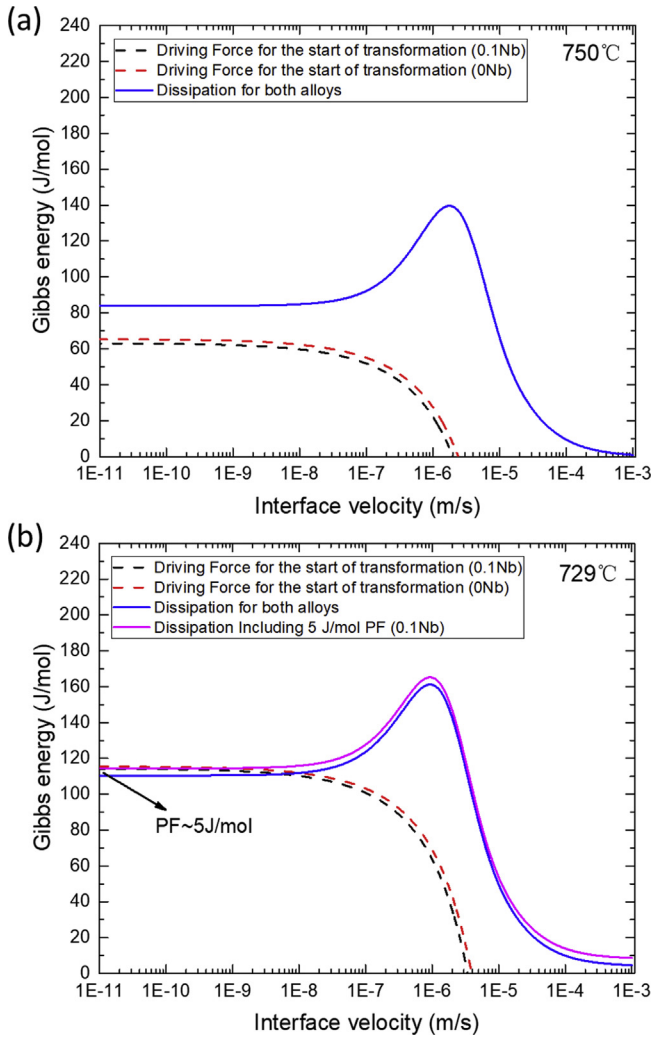 (a)
Driving Force for the start of transformation (0.1Nb)
Driving Force for the start of transformation (0Nb)
Dissipation for both alloys
750℃
240
220
200
180
160
140
120
100
80
60
40
20
0
Gibbs energy (J/mol)
1E-11 1E-10 1E-9 1E-8 1E-7 1E-6 1E-5 1E-4 1E-3
Interface velocity (m/s)
(b)
Driving Force for the start of transformation (0.1Nb)
Driving Force for the start of transformation (0Nb)
Dissipation for both alloys
Dissipation Including 5 J/mol PF (0.1Nb)
729℃
240
220
200
180
160
140
120
100
80
60
40
20
0
Gibbs energy (J/mol)
PF~5J/mol
1E-11 1E-10 1E-9 1E-8 1E-7 1E-6 1E-5 1E-4 1E-3
Interface velocity (m/s)